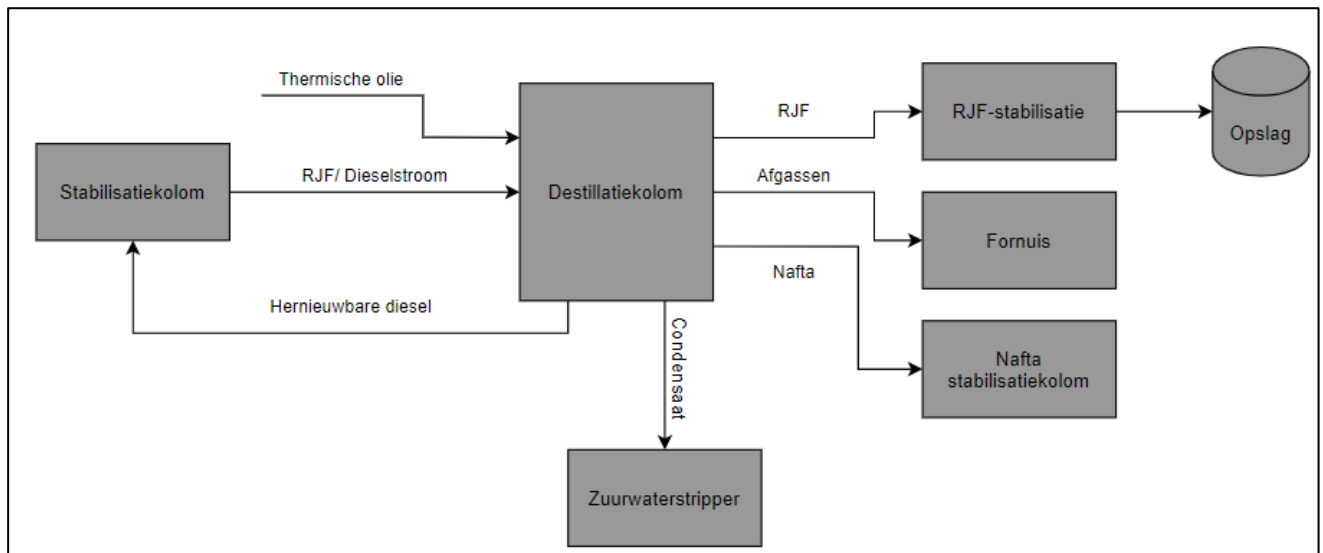 Thermische olie
RJF
RJF-stabilisatie
Opslag
Stabilisatiekolom
RJF/ Dieselstroom
Destillatiekolom
Afgassen
Fornuis
Nafta
Hernieuwbare diesel
Condensaat
Nafta
stabilisatiekolom
Zuurwaterstripper